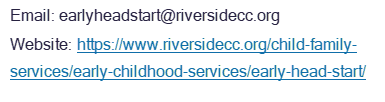 Email: earlyheadstart@riversidecc.org
Website: https://www.riversidecc.org/child-family-
services/early-childhood-services/early-head-start/